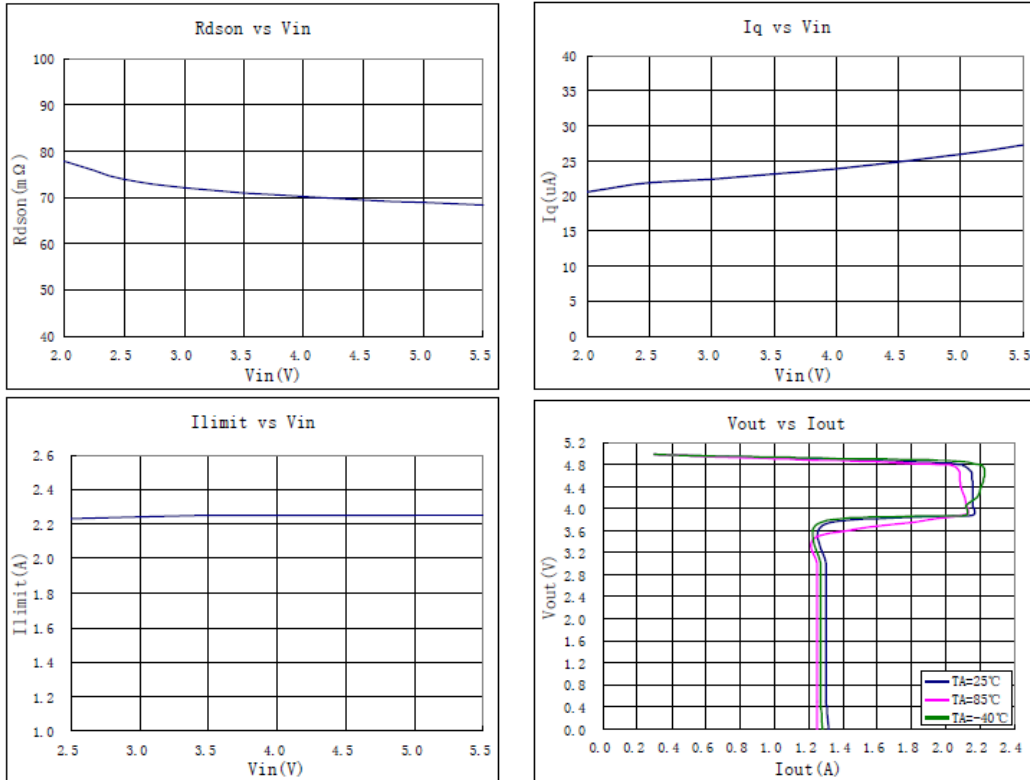 Rdson vs Vin
100
90
80
70
60
50
40
Rdson(mΩ)
2.0 2.5 3.0 3.5 4.0 4.5 5.0 5.5
Vin(V)
Iq vs Vin
40
35
30
25
20
15
10
5
0
Iq(uA)
2.0 2.5 3.0 3.5 4.0 4.5 5.0 5.5
Vin(V)
Ilimit vs Vin
2.6
2.4
2.2
2.0
1.8
1.6
1.4
1.2
1.0
Ilimit(A)
2.5 3.0 3.5 4.0 4.5 5.0 5.5
Vin(V)
Vout vs Iout
5.2
4.8
4.4
4.0
3.6
3.2
2.8
2.4
2.0
1.6
1.2
0.8
0.4
0.0
Vout(V)
TA=25℃
TA=85℃
TA=-40℃
0.0 0.2 0.4 0.6 0.8 1.0 1.2 1.4 1.6 1.8 2.0 2.2 2.4
Iout(A)